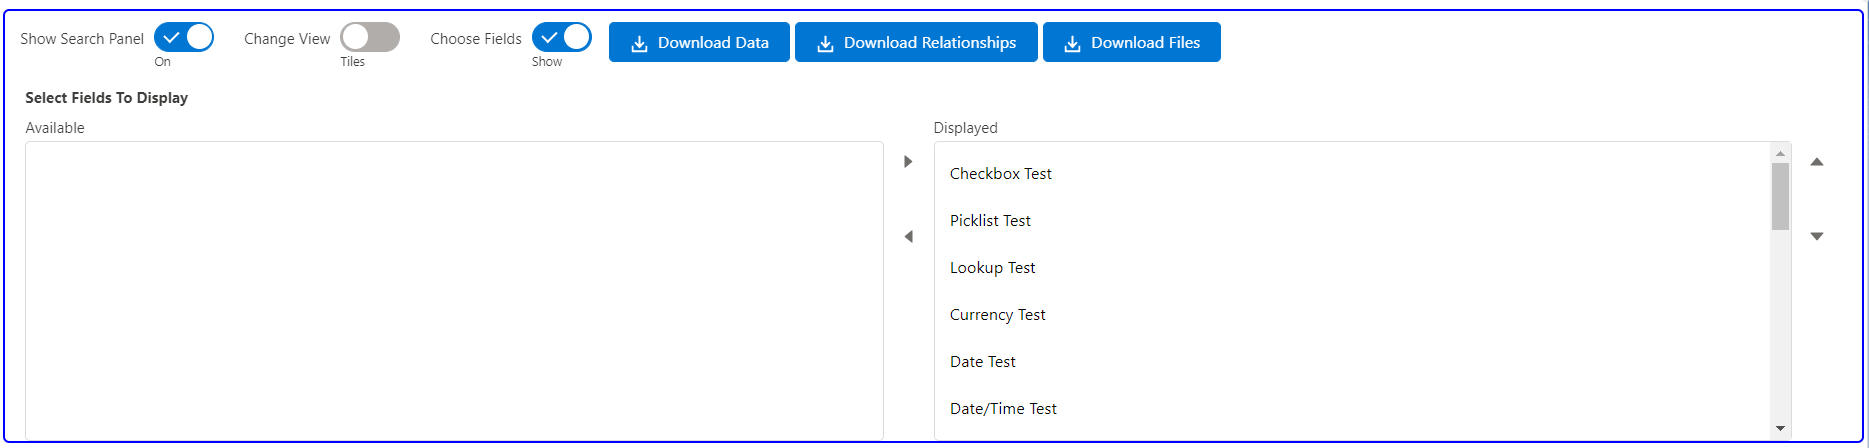 Show Search Panel
On
Change View
Tiles
Choose Fields
Show
Download Data
Download Relationships
Download Files
Select Fields To Display
Available
Displayed
Checkbox Test
Picklist Test
Lookup Test
Currency Test
Date Test
Date/Time Test